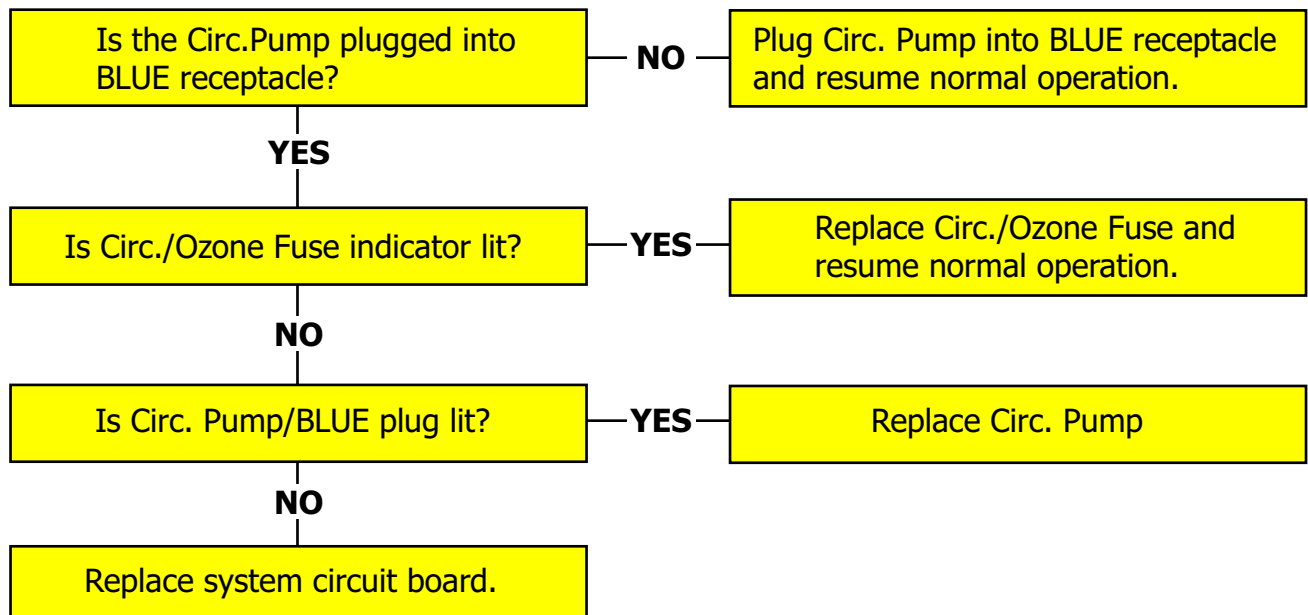 Is the Circ.Pump plugged into
BLUE receptacle?
NO
Plug Circ. Pump into BLUE receptacle
and resume normal operation.
YES
Is Circ./Ozone Fuse indicator lit?
YES
Replace Circ./Ozone Fuse and
resume normal operation.
NO
Is Circ. Pump/BLUE plug lit?
YES
Replace Circ. Pump
NO
Replace system circuit board.